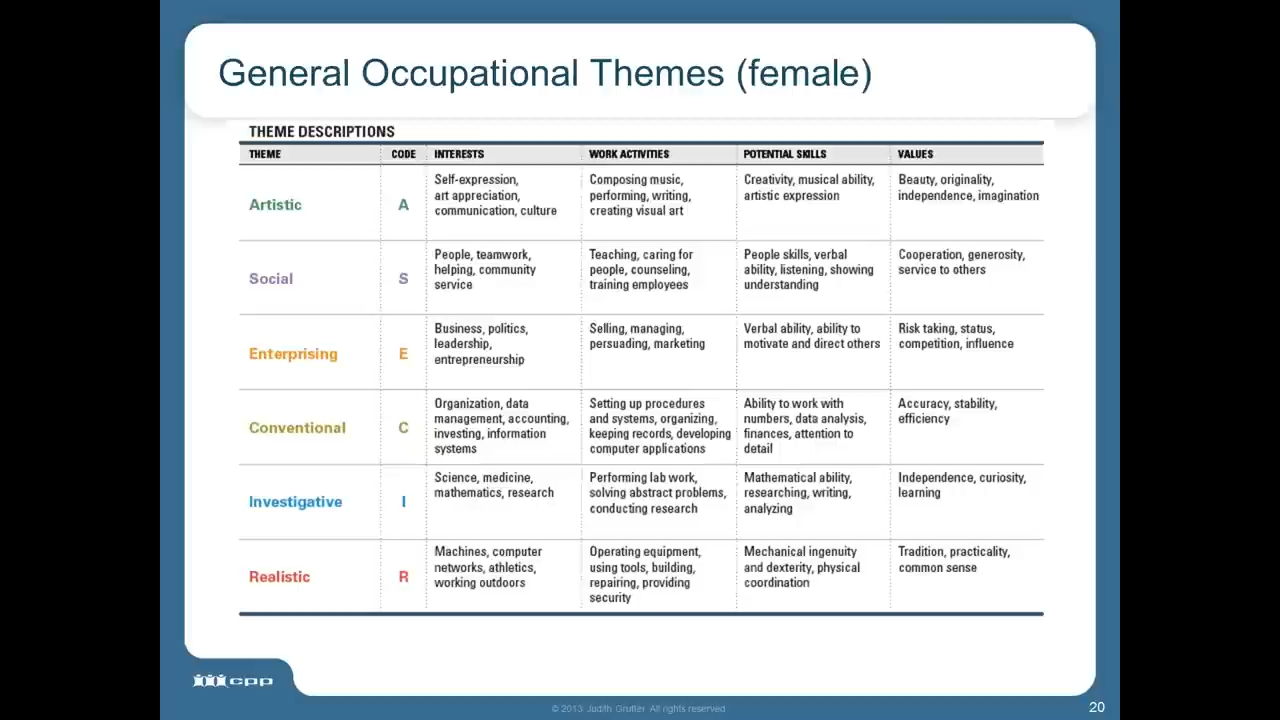 General Occupational Themes (female)
THEME DESCRIPTIONS
THEME CODE INTERESTS WORK ACTIVITIES POTENTIAL SKILLS VALUES
Artistic
A
Self-expression,
art appreciation,
communication, culture
Composing music,
performing, writing,
creating visual art
Creativity, musical ability,
artistic expression
Beauty, originality,
independence, imagination
Social
S
People, teamwork,
helping, community
service
Teaching, caring for
people, counseling,
training employees
People skills, verbal
ability, listening, showing
understanding
Cooperation, generosity,
service to others
Enterprising
E
Business, politics,
leadership,
entrepreneurship
Selling, managing,
persuading, marketing
Verbal ability, ability to
motivate and direct others
Risk taking, status,
competition, influence
Conventional
C
Organization, data
management, accounting,
investing, information
systems
Setting up procedures
and systems, organizing,
keeping records, developing
computer applications
Ability to work with
numbers, data analysis,
finances, attention to
detail
Accuracy, stability,
efficiency
Investigative
I
Science, medicine,
mathematics, research
Performing lab work,
solving abstract problems,
conducting research
Mathematical ability,
researching, writing,
analyzing
Independence, curiosity,
learning
Realistic
R
Machines, computer
networks, athletics,
working outdoors
Operating equipment,
using tools, building,
repairing, providing
security
Mechanical ingenuity
and dexterity, physical
coordination
Tradition, practicality,
common sense
cpp
© 2013 Judith Grutter All rights reserved
20